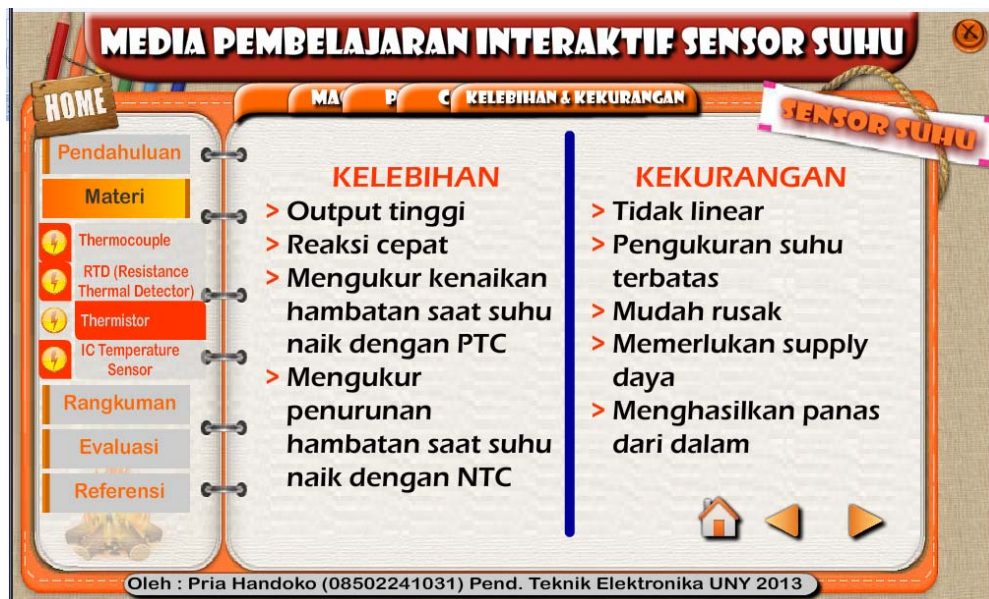 MEDIA PEMBELAJARAN INTERAKTIF SENSOR SUHU
HOME
MA
P
C
KELEBIHAN & KEKURANGAN
SENSOR SUHU
Pendahuluan
Materi
Thermocouple
RTD (Resistance
Thermal Detector)
Thermistor
IC Temperature
Sensor
Rangkuman
Evaluasi
Referensi
KELEBIHAN
> Output tinggi
> Reaksi cepat
> Mengukur kenaikan
hambatan saat suhu
naik dengan PTC
> Mengukur
penurunan
hambatan saat suhu
naik dengan NTC
KEKURANGAN
> Tidak linear
> Pengukuran suhu
terbatas
> Mudah rusak
> Memerlukan supply
daya
> Menghasilkan panas
dari dalam
Oleh : Pria Handoko (08502241031) Pend. Teknik Elektronika UNY 2013